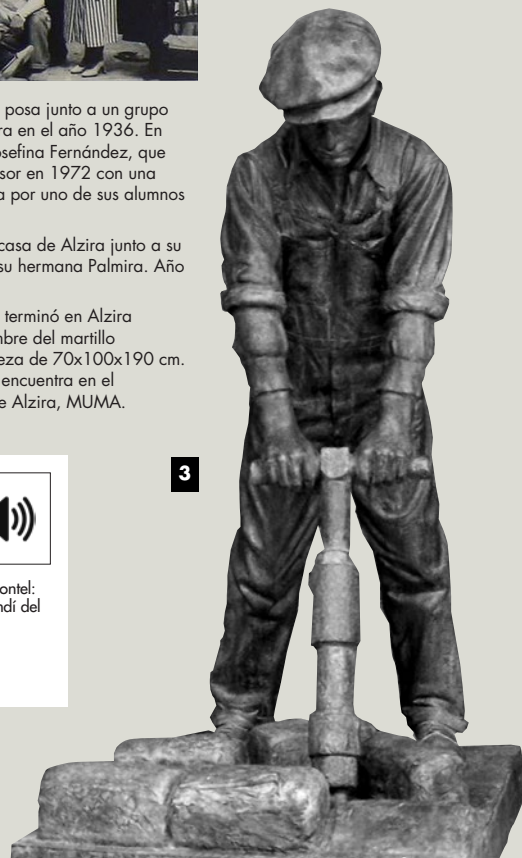 posa junto a un grupo
ra en el año 1936. En
osefina Fernández, que
sor en 1972 con una
a por uno de sus alumnos
casa de Alzira junto a su
su hermana Palmira. Año
terminó en Alzira
nbre del martillo
eza de 70x100x190 cm.
encuentra en el
e Alzira, MUMA.
3
ontel:
ndí del